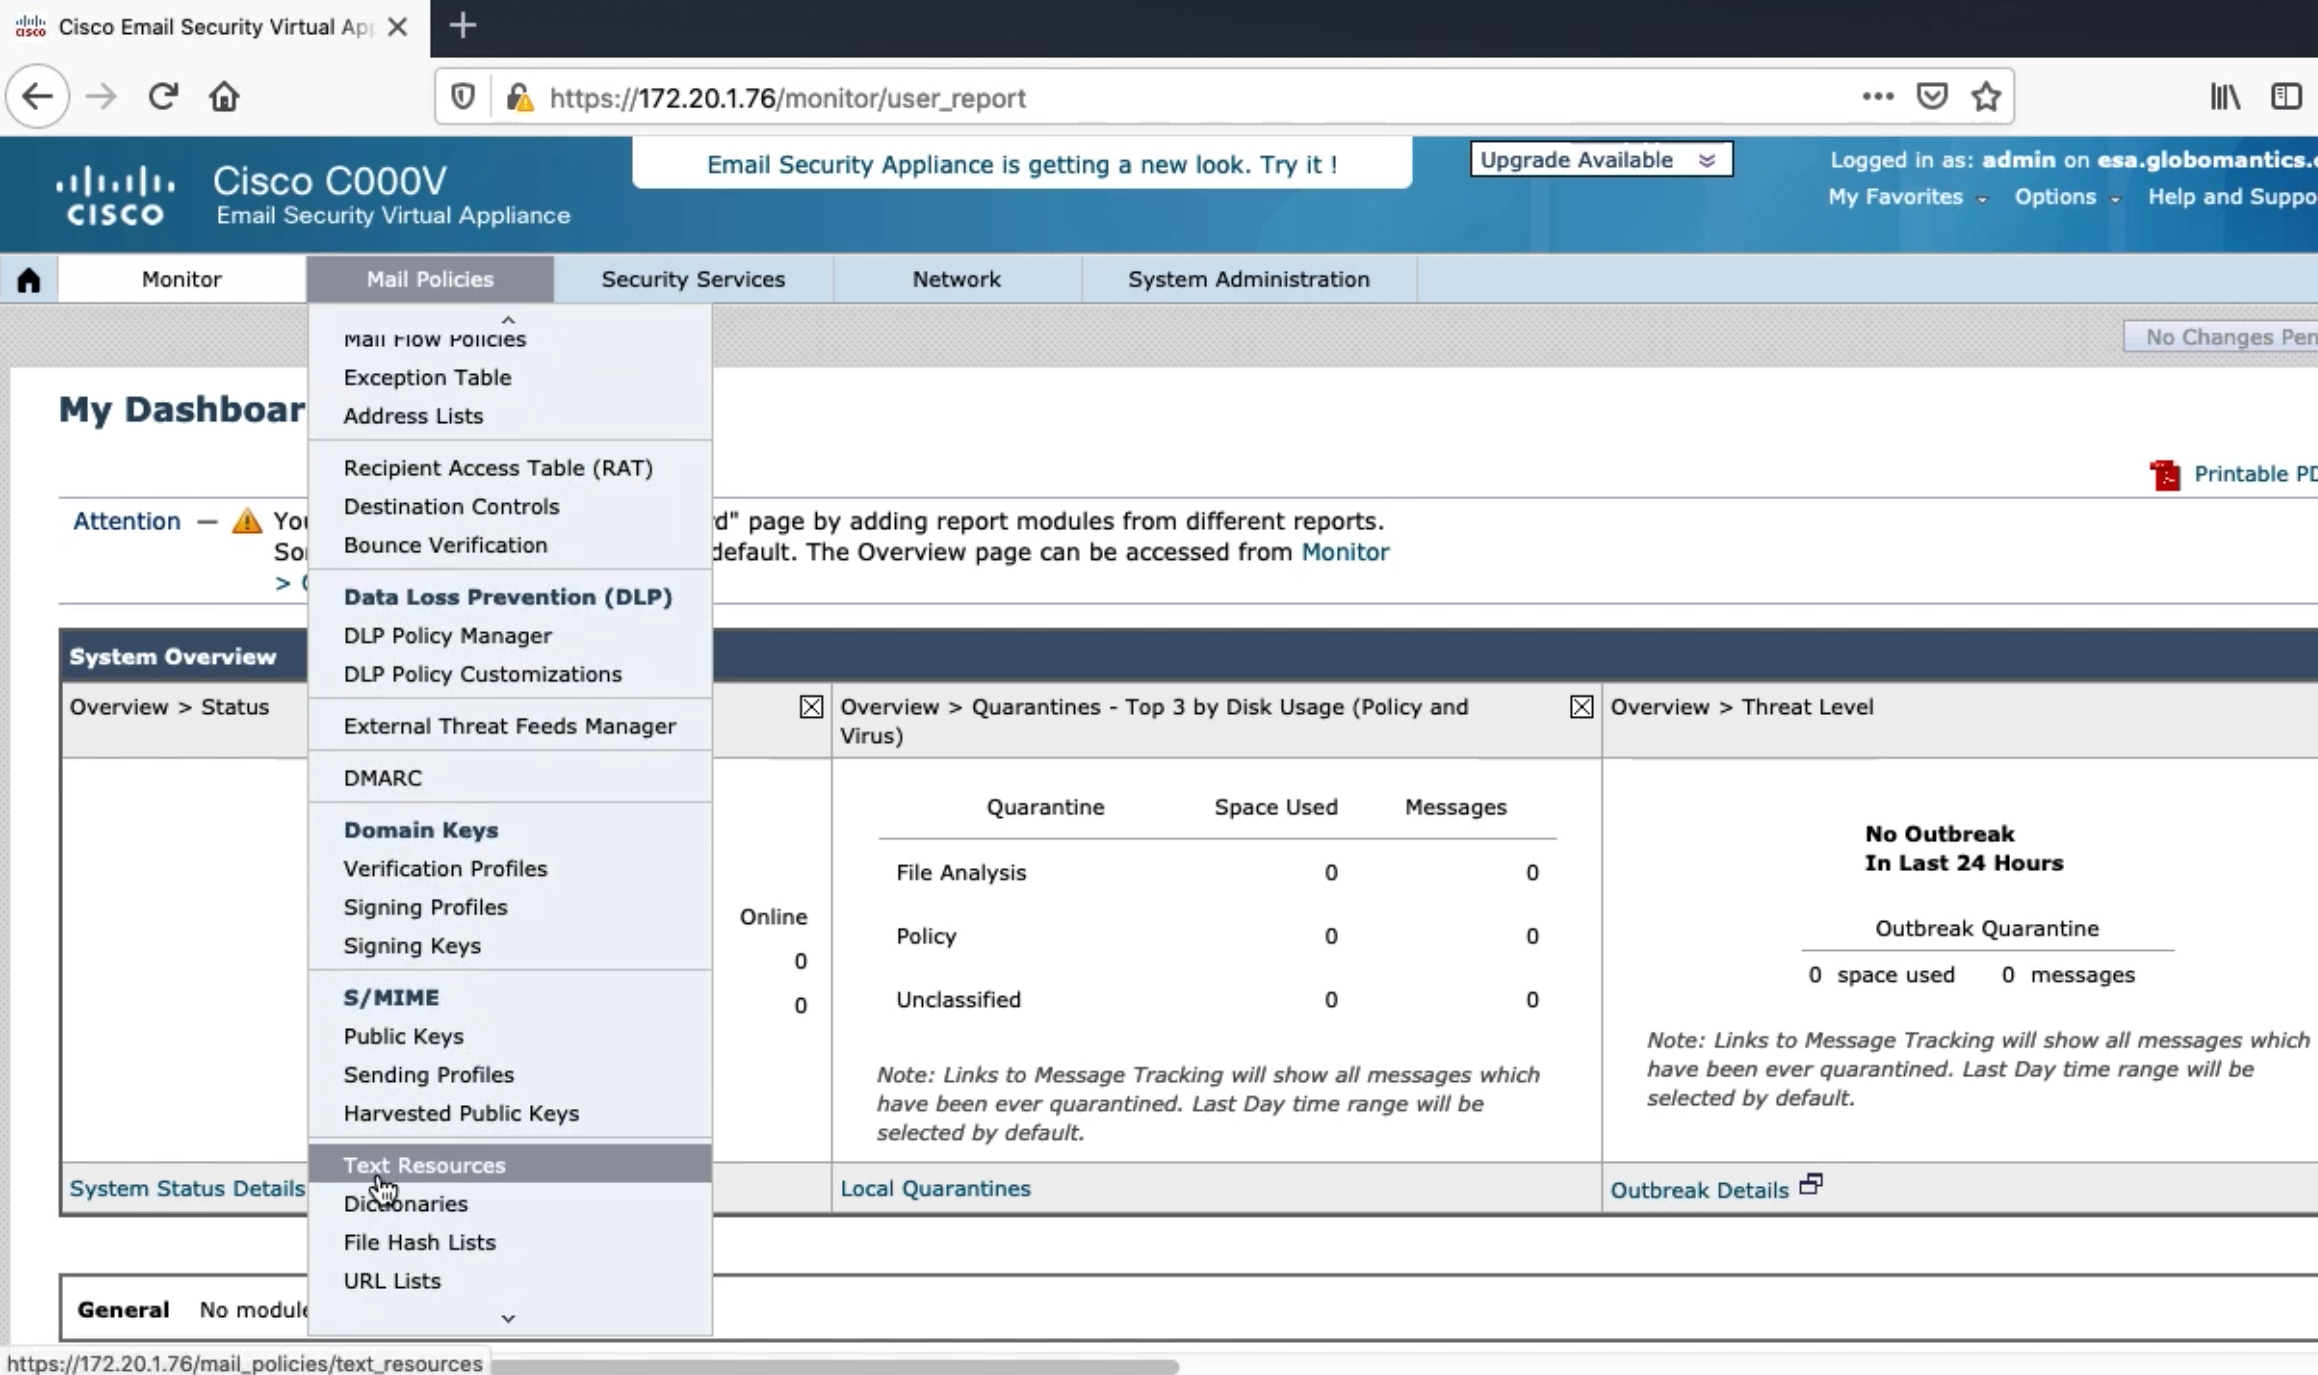 Cisco Email Security Virtual App
https://172.20.1.76/monitor/user_report
CISCO
Cisco C000V
Email Security Virtual Appliance
Email Security Appliance is getting a new look. Try it !
Upgrade Available
Logged in as: admin on esa.globomantics.
My Favorites
Options
Help and Suppo
Monitor
Mail Policies
Security Services
Network
System Administration
No Changes Pen
Mail Flow Policies
Exception Table
Address Lists
Recipient Access Table (RAT)
Destination Controls
Bounce Verification
Data Loss Prevention (DLP)
DLP Policy Manager
DLP Policy Customizations
External Threat Feeds Manager
DMARC
Domain Keys
Verification Profiles
Signing Profiles
Signing Keys
S/MIME
Public Keys
Sending Profiles
Harvested Public Keys
Text Resources
Dictionaries
File Hash Lists
URL Lists
My Dashboar
Printable PD
Attention — You
d" page by adding report modules from different reports.
So
default. The Overview page can be accessed from Monitor
>
System Overview
Overview > Status
Online
0
0
System Status Details
Overview > Quarantines - Top 3 by Disk Usage (Policy and
Virus)
Quarantine Space Used Messages
File Analysis 0 0
Policy 0 0
Unclassified 0 0
Note: Links to Message Tracking will show all messages which
have been ever quarantined. Last Day time range will be
selected by default.
Local Quarantines
Overview > Threat Level
No Outbreak
In Last 24 Hours
Outbreak Quarantine
0 space used 0 messages
Note: Links to Message Tracking will show all messages which
have been ever quarantined. Last Day time range will be
selected by default.
Outbreak Details
General No module
https://172.20.1.76/mail_policies/text_resources